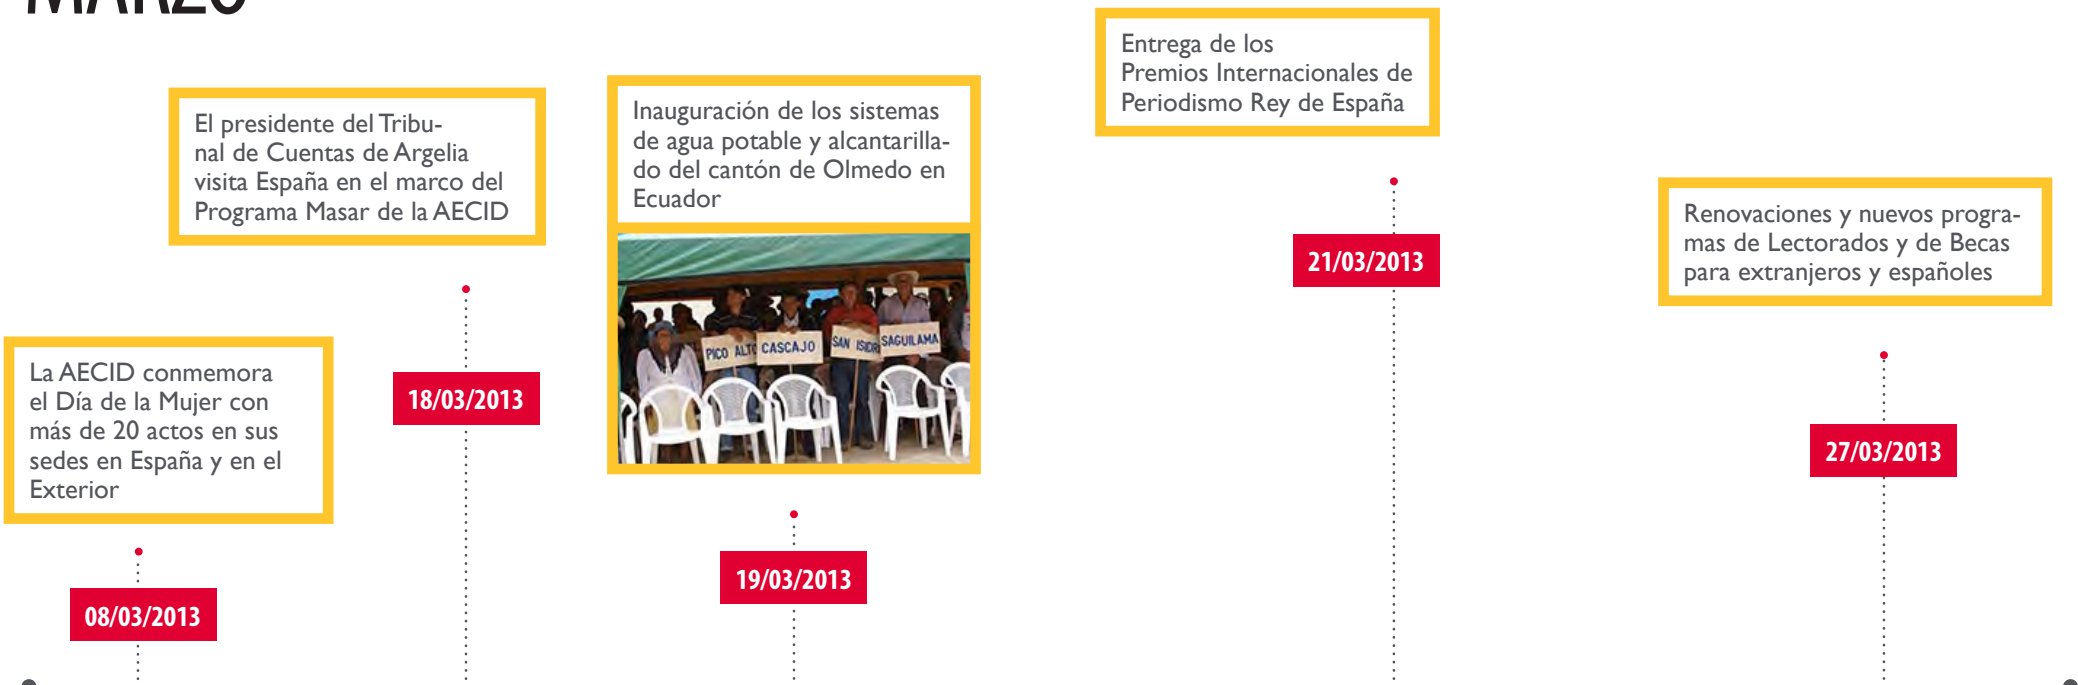 MARZO
El presidente del Tribu-
nal de Cuentas de Argelia
visita España en el marco del
Programa Masar de la AECID
Inauguración de los sistemas
de agua potable y alcantarilla-
do del cantón de Olmedo en
Ecuador
Entrega de los
Premios Internacionales de
Periodismo Rey de España
Renovaciones y nuevos progra-
mas de Lectorados y de Becas
para extranjeros y españoles
La AECID conmemora
el Día de la Mujer con
más de 20 actos en sus
sedes en España y en el
Exterior
PICO ALTO
CASCAJO
SAN ISIDR
SAGUILAMA
21/03/2013
18/03/2013
27/03/2013
19/03/2013
08/03/2013